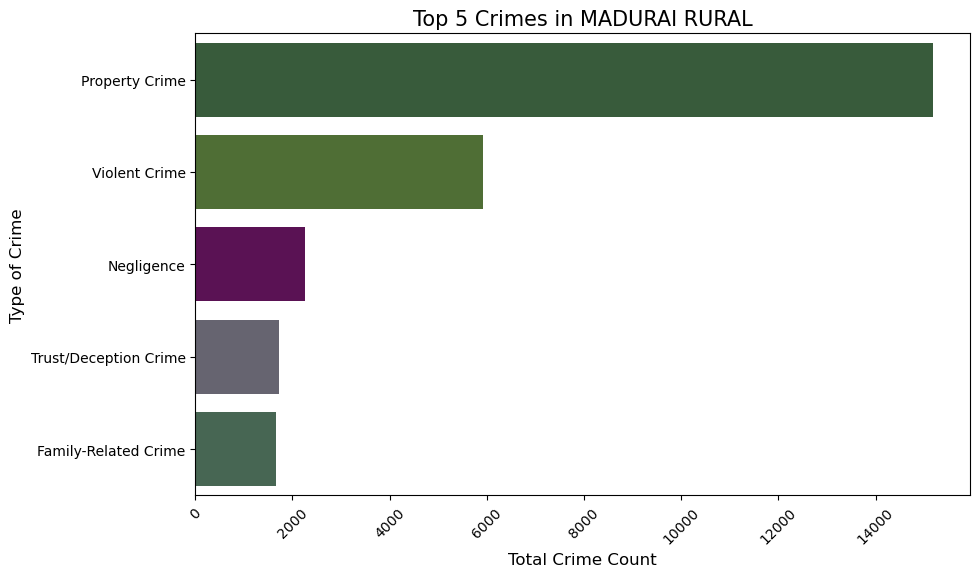 Top 5 Crimes in MADURAI RURAL
Type of Crime
Property Crime
Violent Crime
Negligence
Trust/Deception Crime
Family-Related Crime
0 2000 4000 6000 8000 10000 12000 14000
Total Crime Count